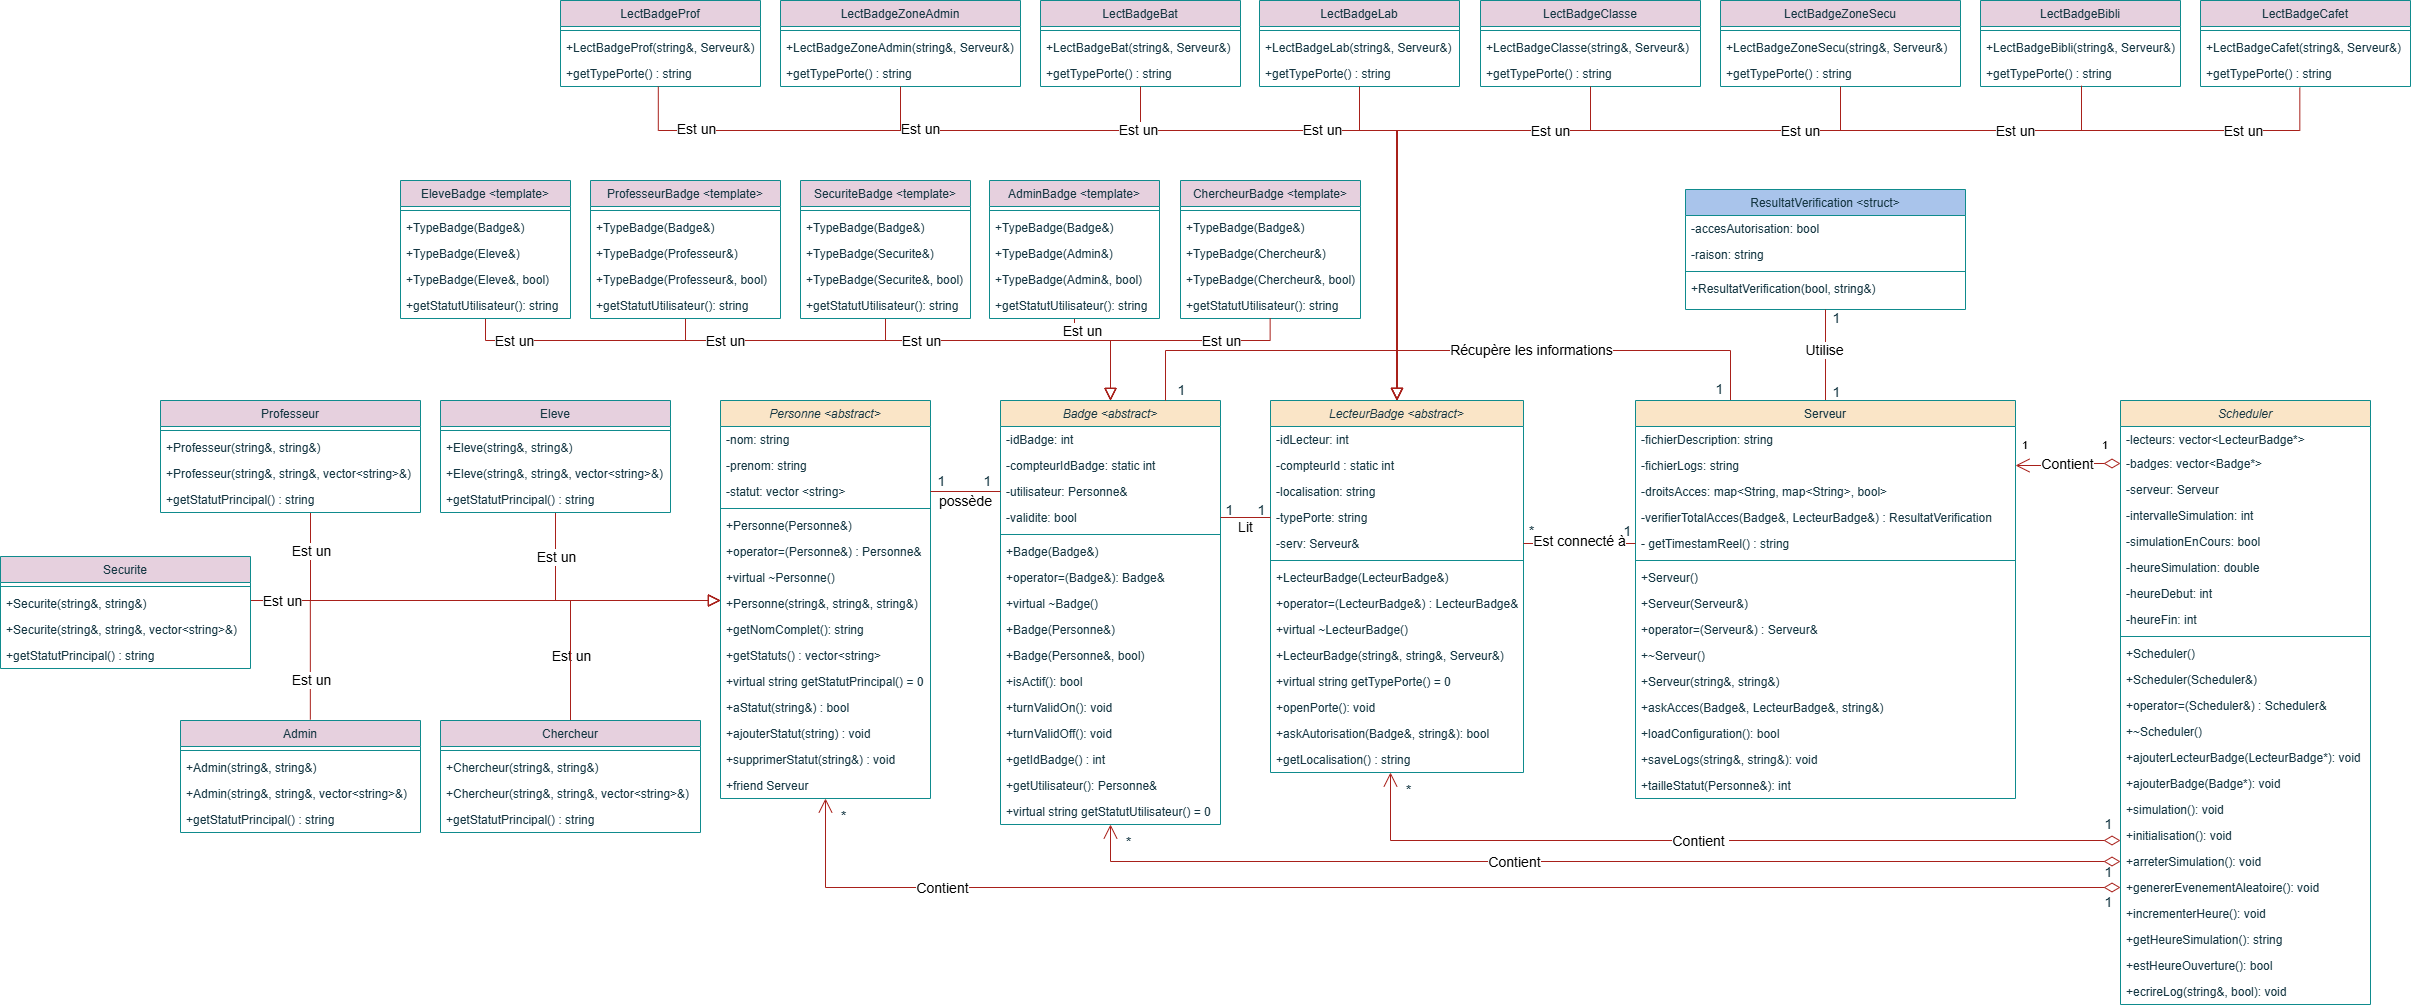 LectBadgeProf
+LectBadgeProf(string&, Serveur&)
+getTypePorte() : string
LectBadgeZoneAdmin
+LectBadgeZoneAdmin(string&, Serveur&)
+getTypePorte() : string
LectBadgeBat
+LectBadgeBat(string&, Serveur&)
+getTypePorte() : string
LectBadgeLab
+LectBadgeLab(string&, Serveur&)
+getTypePorte() : string
LectBadgeClasse
+LectBadgeClasse(string&, Serveur&)
+getTypePorte() : string
LectBadgeZoneSecu
+LectBadgeZoneSecu(string&, Serveur&)
+getTypePorte() : string
LectBadgeBibli
+LectBadgeBibli(string&, Serveur&)
+getTypePorte() : string
LectBadgeCafet
+LectBadgeCafet(string&, Serveur&)
+getTypePorte() : string
Est un
Est un
Est un
Est un
Est un
Est un
Est un
Est un
EleveBadge <template>
+TypeBadge(Badge&)
+TypeBadge(Eleve&)
+TypeBadge(Eleve&, bool)
+getStatutUtilisateur(): string
ProfesseurBadge <template>
+TypeBadge(Badge&)
+TypeBadge(Professeur&)
+TypeBadge(Professeur&, bool)
+getStatutUtilisateur(): string
SecuriteBadge <template>
+TypeBadge(Badge&)
+TypeBadge(Securite&)
+TypeBadge(Securite&, bool)
+getStatutUtilisateur(): string
AdminBadge <template>
+TypeBadge(Badge&)
+TypeBadge(Admin&)
+TypeBadge(Admin&, bool)
+getStatutUtilisateur(): string
ChercheurBadge <template>
+TypeBadge(Badge&)
+TypeBadge(Chercheur&)
+TypeBadge(Chercheur&, bool)
+getStatutUtilisateur(): string
Est un
Est un
Est un
Est un
Est un
ResultatVerification <struct>
-accesAutorisation: bool
-raison: string
+ResultatVerification(bool, string&)
1
Utilise
1
Récupère les informations
1
1
Professeur
+Professeur(string&, string&)
+Professeur(string&, string&, vector<string>&)
+getStatutPrincipal() : string
Eleve
+Eleve(string&, string&)
+Eleve(string&, string&, vector<string>&)
+getStatutPrincipal() : string
Est un
Est un
Securite
+Securite(string&, string&)
+Securite(string&, string&, vector<string>&)
+getStatutPrincipal() : string
Est un
Est un
Est un
Admin
+Admin(string&, string&)
+Admin(string&, string&, vector<string>&)
+getStatutPrincipal() : string
Chercheur
+Chercheur(string&, string&)
+Chercheur(string&, string&, vector<string>&)
+getStatutPrincipal() : string
Personne <abstract>
-nom: string
-prenom: string
-statut: vector <string>
+Personne(Personne&)
+operator=(Personne&) : Personne&
+virtual ~Personne()
+Personne(string&, string&, string&)
+getNomComplet(): string
+getStatuts() : vector<string>
+virtual string getStatutPrincipal() = 0
+aStatut(string&) : bool
+ajouterStatut(string) : void
+supprimerStatut(string&) : void
+friend Serveur
1
1
possède
Badge <abstract>
-idBadge: int
-compteurIdBadge: static int
-utilisateur: Personne&
-validite: bool
+Badge(Badge&)
+operator=(Badge&): Badge&
+virtual ~Badge()
+Badge(Personne&)
+Badge(Personne&, bool)
+isActif(): bool
+turnValidOn(): void
+turnValidOff(): void
+getIdBadge() : int
+getUtilisateur(): Personne&
+virtual string getStatutUtilisateur() = 0
1
1
Lit
LecteurBadge <abstract>
-idLecteur: int
-compteurId : static int
-localisation: string
-typePorte: string
-serv: Serveur&
+LecteurBadge(LecteurBadge&)
+operator=(LecteurBadge&) : LecteurBadge&
+virtual ~LecteurBadge()
+LecteurBadge(string&, string&, Serveur&)
+virtual string getTypePorte() = 0
+openPorte(): void
+askAutorisation(Badge&, string&): bool
+getLocalisation() : string
*
1
Est connecté à
Serveur
-fichierDescription: string
-fichierLogs: string
-droitsAcces: map<String, map<String>, bool>
-verifierTotalAcces(Badge&, LecteurBadge&) : ResultatVerification
- getTimestamReel() : string
+Serveur()
+Serveur(Serveur&)
+operator=(Serveur&) : Serveur&
+~Serveur()
+Serveur(string&, string&)
+askAcces(Badge&, LecteurBadge&, string&)
+loadConfiguration(): bool
+saveLogs(string&, string&): void
+tailleStatut(Personne&): int
1
1
Contient
Scheduler
-lecteurs: vector<LecteurBadge*>
-badges: vector<Badge*>
-serveur: Serveur
-intervalleSimulation: int
-simulationEnCours: bool
-heureSimulation: double
-heureDebut: int
-heureFin: int
+Scheduler()
+Scheduler(Scheduler&)
+operator=(Scheduler&) : Scheduler&
+~Scheduler()
+ajouterLecteurBadge(LecteurBadge*): void
+ajouterBadge(Badge*): void
+simulation(): void
+initialisation(): void
+arreterSimulation(): void
+genererEvenementAleatoire(): void
+incrementerHeure(): void
+getHeureSimulation(): string
+estHeureOuverture(): bool
+ecrireLog(string&, bool): void
*
Contient
1
*
Contient
1
*
Contient
1